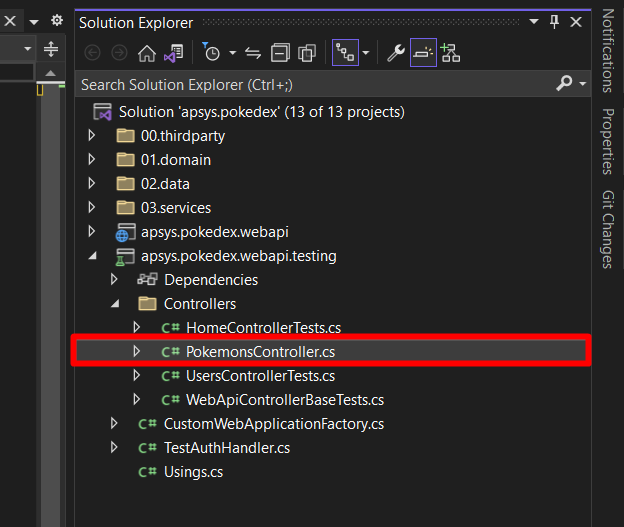 Solution Explorer
Search Solution Explorer (Ctrl+;)
Solution 'apsys.pokedex' (13 of 13 projects)
00.thirdparty
01.domain
02.data
03.services
apsys.pokedex.webapi
apsys.pokedex.webapi.testing
Dependencies
Controllers
C# HomeControllerTests.cs
C# PokemonsController.cs
C# UsersControllerTests.cs
C# WebApiControllerBaseTests.cs
C# CustomWebApplicationFactory.cs
C# TestAuthHandler.cs
C# Usings.cs
Notifications
Properties
Git Changes